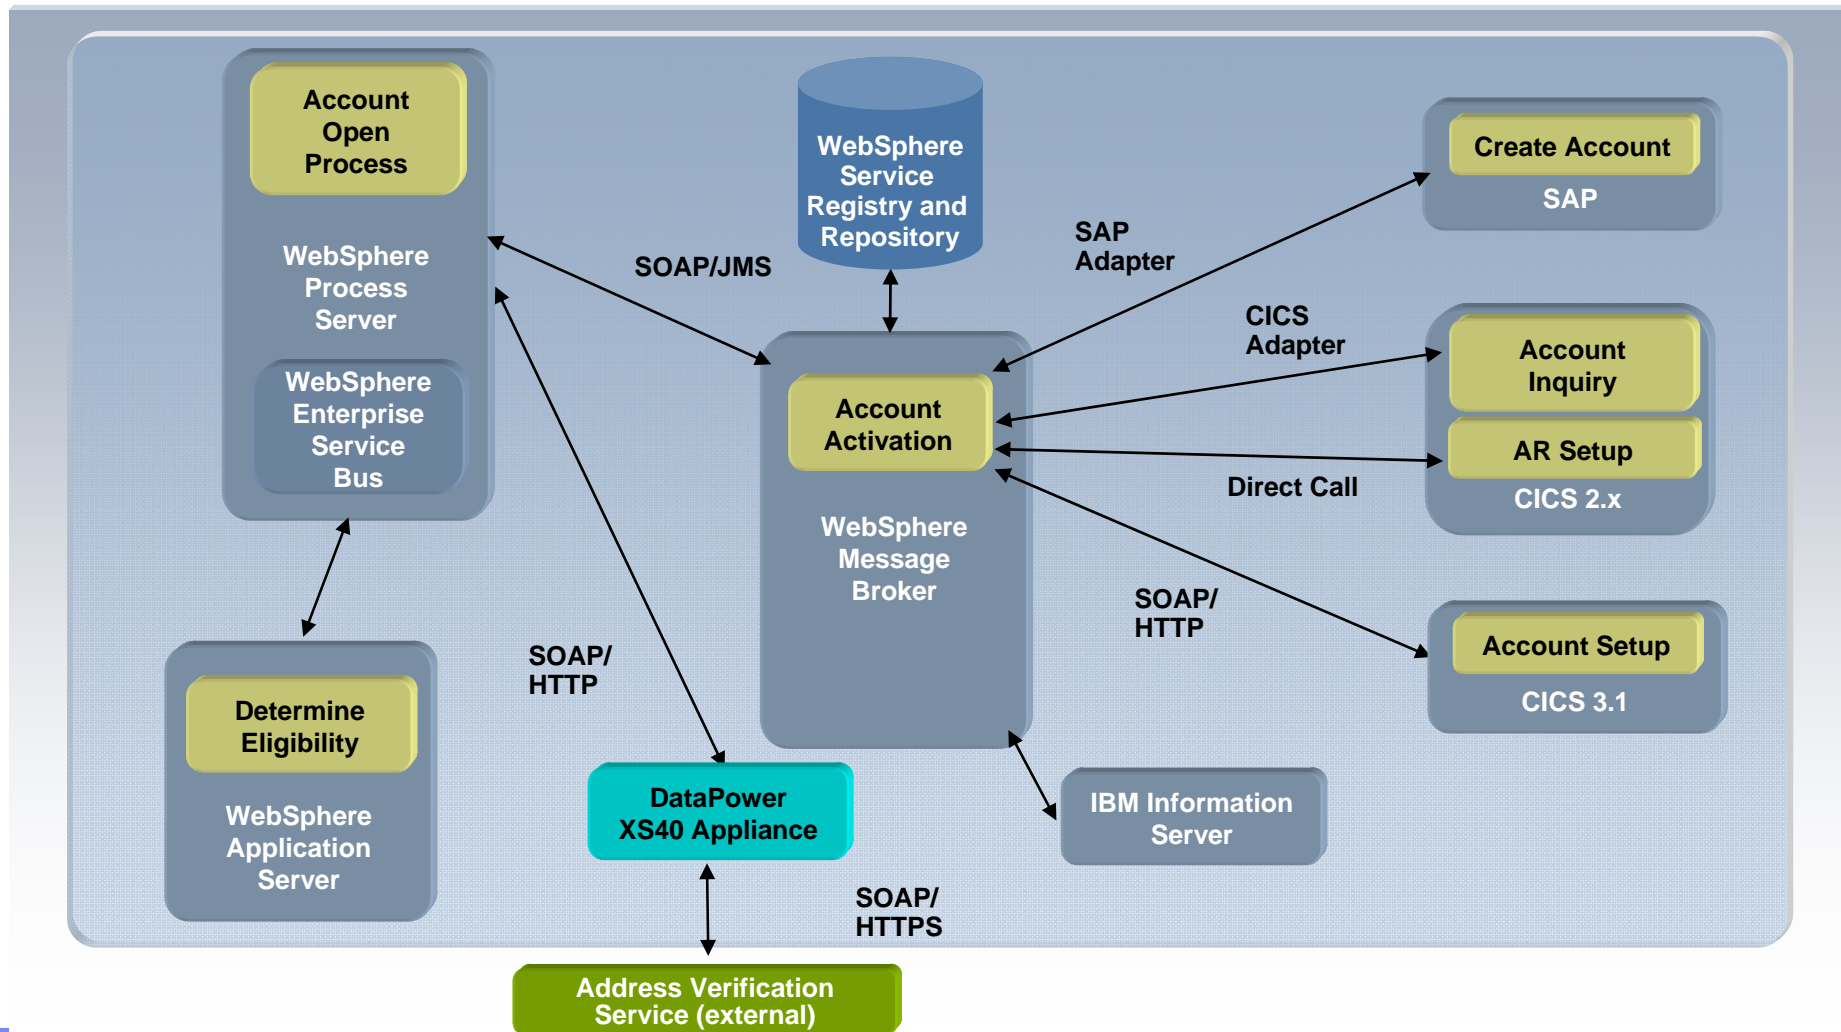 Account
Open
Process
WebSphere
Process
Server
WebSphere
Enterprise
Service
Bus
SOAP/JMS
WebSphere
Service
Registry and
Repository
SAP
Adapter
Create Account
SAP
CICS
Adapter
Account
Inquiry
AR Setup
CICS 2.x
Direct Call
Account
Activation
WebSphere
Message
Broker
SOAP/
HTTP
Account Setup
CICS 3.1
Determine
Eligibility
WebSphere
Application
Server
SOAP/
HTTP
DataPower
XS40 Appliance
IBM Information
Server
SOAP/
HTTPS
Address Verification
Service (external)